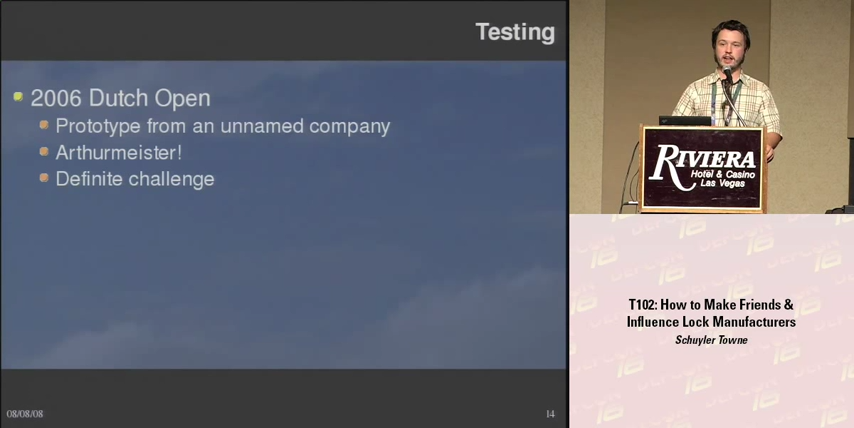 Testing
2006 Dutch Open
Prototype from an unnamed company
Arthurmeister!
Definite challenge
08/08/08
14
RIVIERA
Hotel & Casino
Las Vegas
T102: How to Make Friends &
Influence Lock Manufacturers
Schuyler Towne